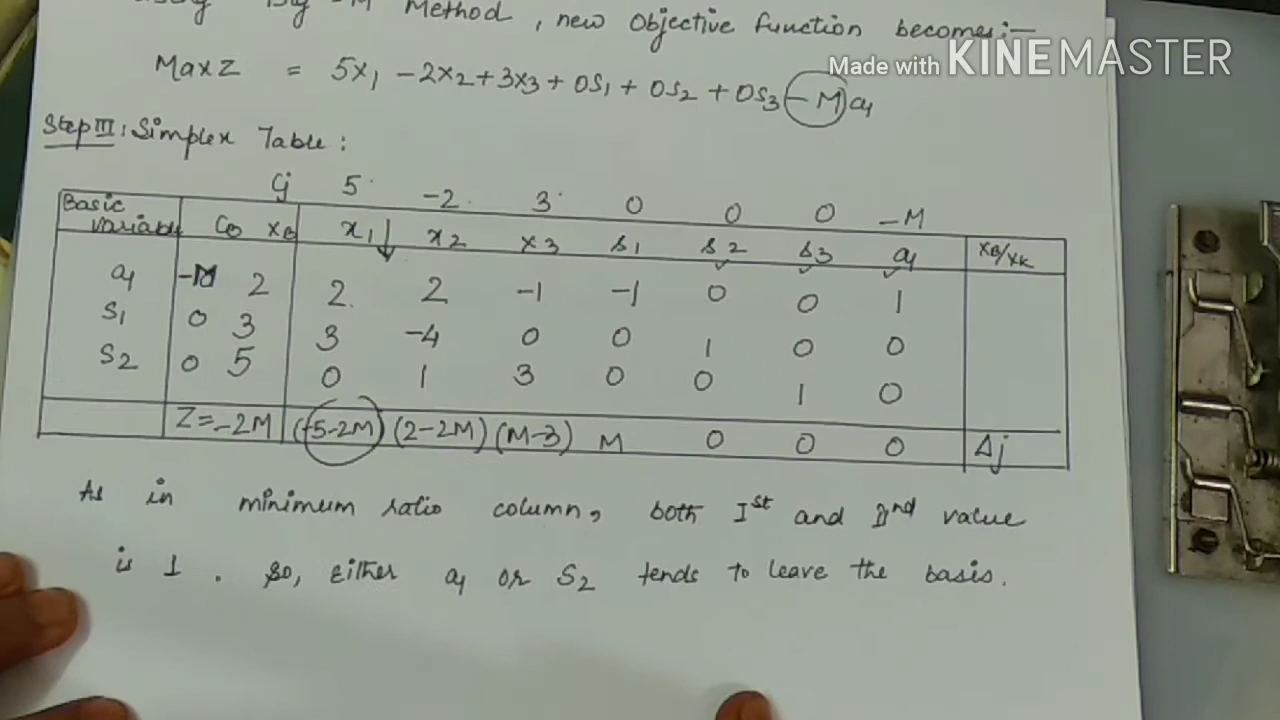 using Big-M Method, new Objective function becomes:-
Made with KINEMASTER
Max Z = 5x₁ - 2x₂ + 3x₃ + 0s₁ + 0s₂ + 0s₃ - M a₁
Step III: Simplex Table:
Cj 5 -2 3 0 0 0 -M
Basic Variable CB XB x₁ x₂ x₃ s₁ s₂ s₃ a₁ XB/XK
a₁ -M 2 2 2 -1 -1 0 0 1
S₁ 0 3 3 -4 0 0 1 0 0
S₂ 0 5 0 1 3 0 0 1 0
Z=-2M (-5-2M) (2-2M) (M-3) M 0 0 0 Δj
As in minimum ratio column, both Ist and IInd value
is 1. So, either a₁ or S₂ tends to leave the basis.